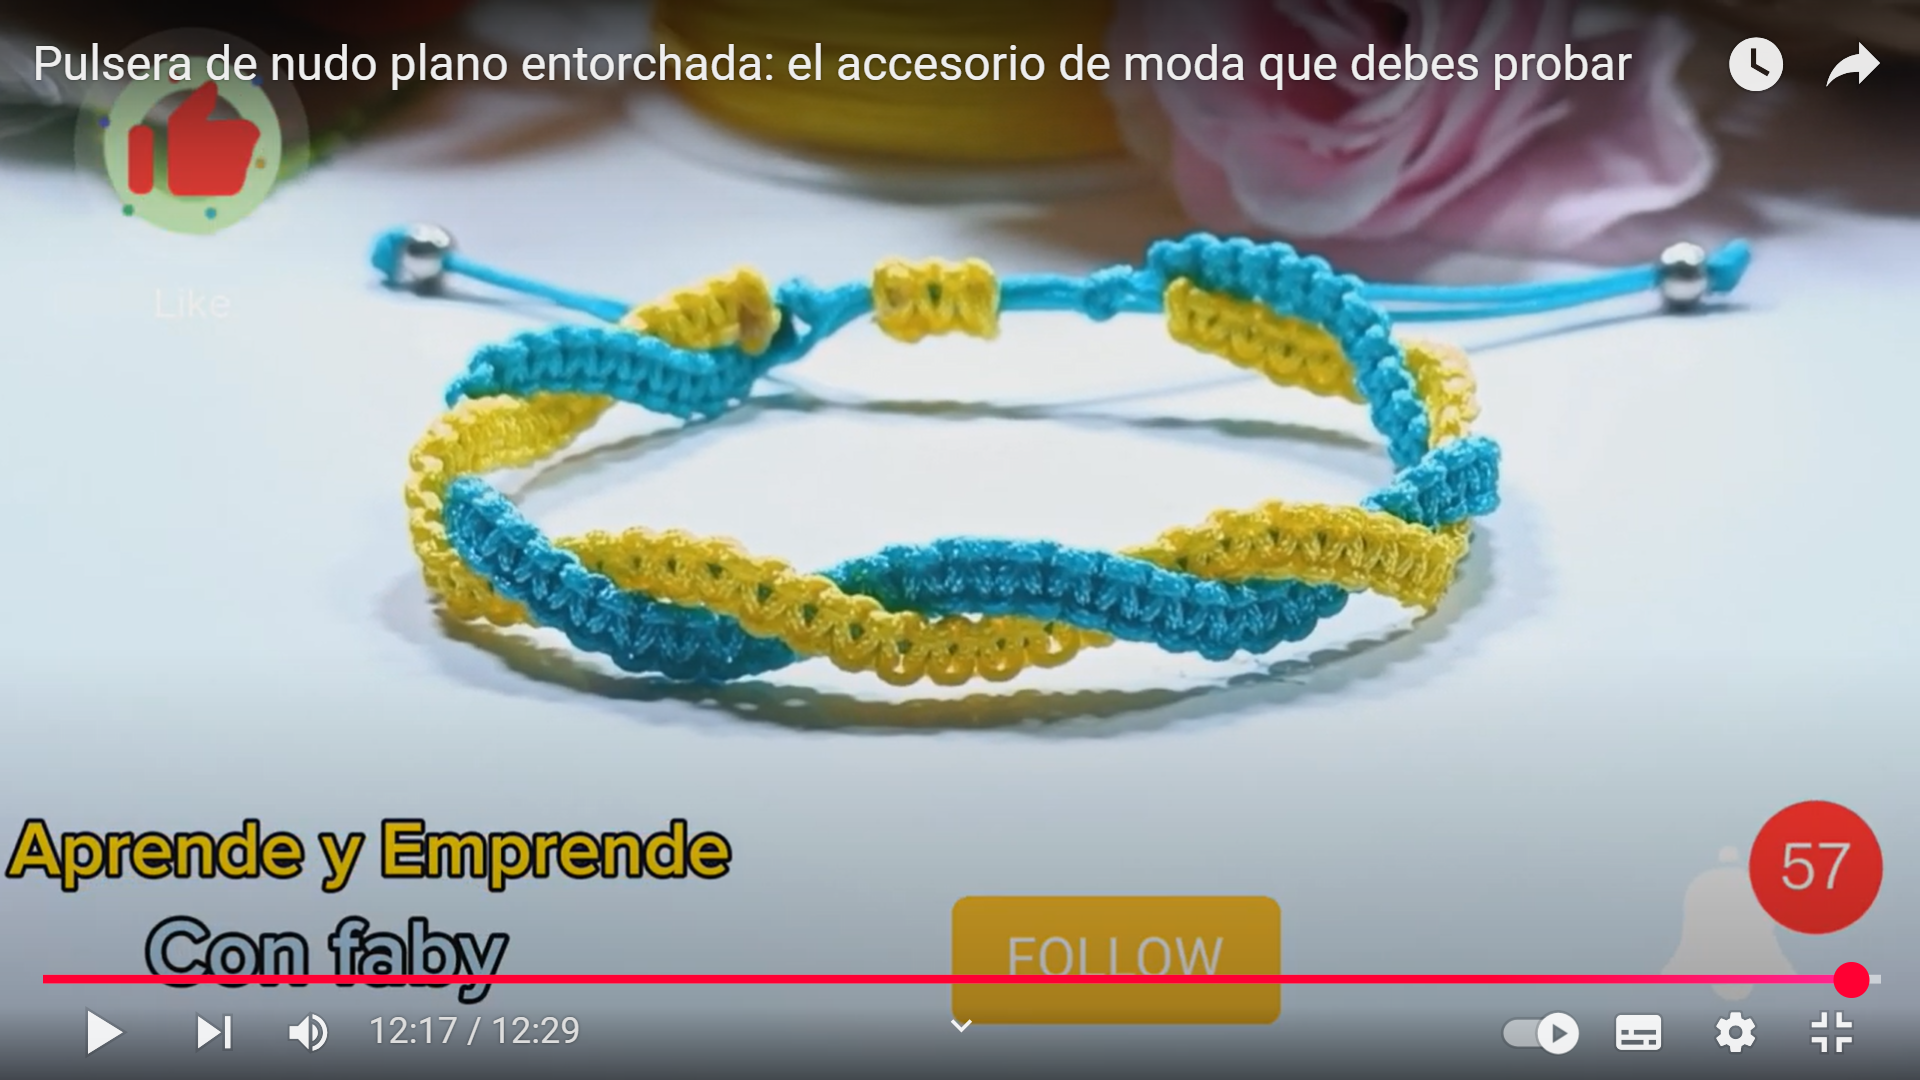 Pulsera de nudo plano entorchada: el accesorio de moda que debes probar
Like
Aprende y Emprende
Con faby
FOLLOW
57
12:17 / 12:29